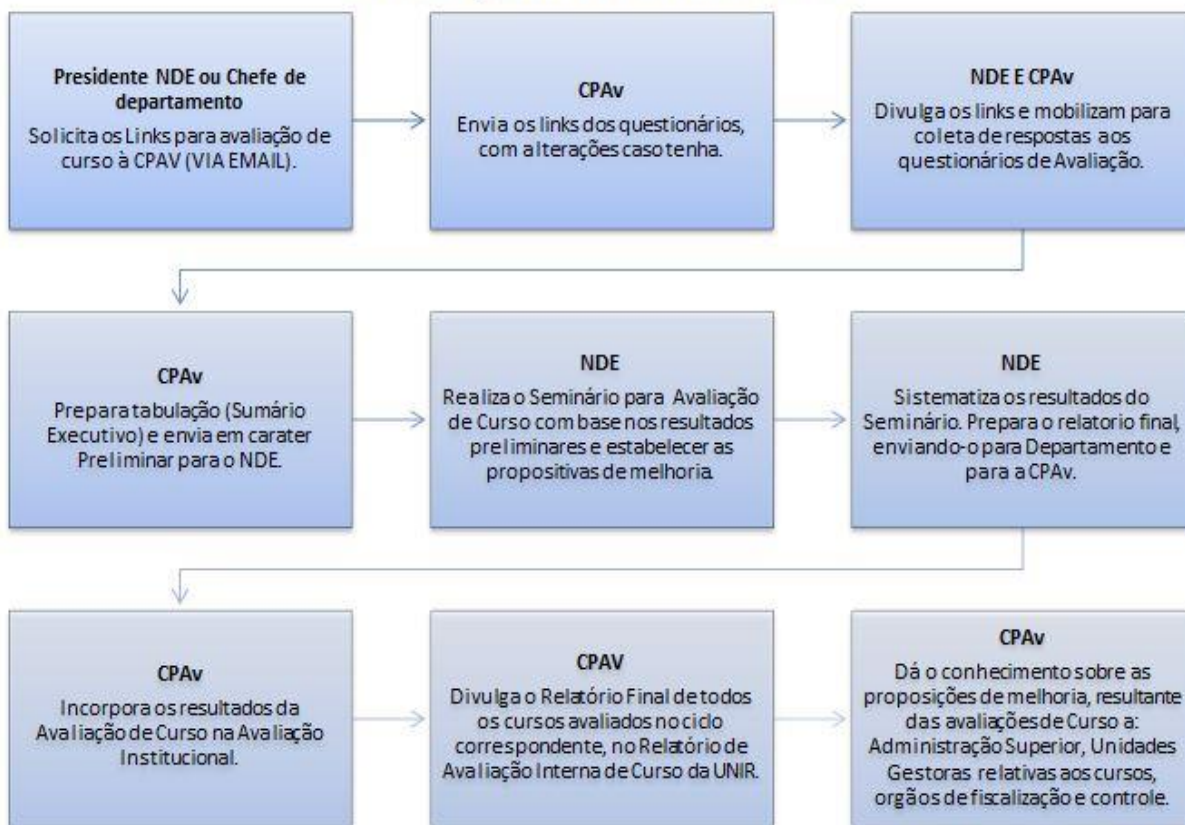 Presidente NDE ou Chefe de
departamento
Solicita os Links para avaliação de
curso à CPAV (VIA EMAIL).
CPAv
Envia os links dos questionários,
com alterações caso tenha.
NDE E CPAv
Divulga os links e mobilizam para
coleta de respostas aos
questionários de Avaliação.
CPAv
Prepara tabulação (Sumário
Executivo) e envia em carater
Preliminar para o NDE.
NDE
Realiza o Seminário para Avaliação
de Curso com base nos resultados
preliminares e estabelecer as
propositivas de melhoria.
NDE
Sistematiza os resultados do
Seminário. Prepara o relatorio final,
enviando-o para Departamento e
para a CPAv.
CPAv
Incorpora os resultados da
Avaliação de Curso na Avaliação
Institucional.
CPAV
Divulga o Relatório Final de todos
os cursos avaliados no ciclo
correspondente, no Relatório de
Avaliação Interna de Curso da UNIR.
CPAv
Dá o conhecimento sobre as
proposições de melhoria, resultante
das avaliações de Curso a:
Administração Superior, Unidades
Gestoras relativas aos cursos,
orgãos de fiscalização e controle.